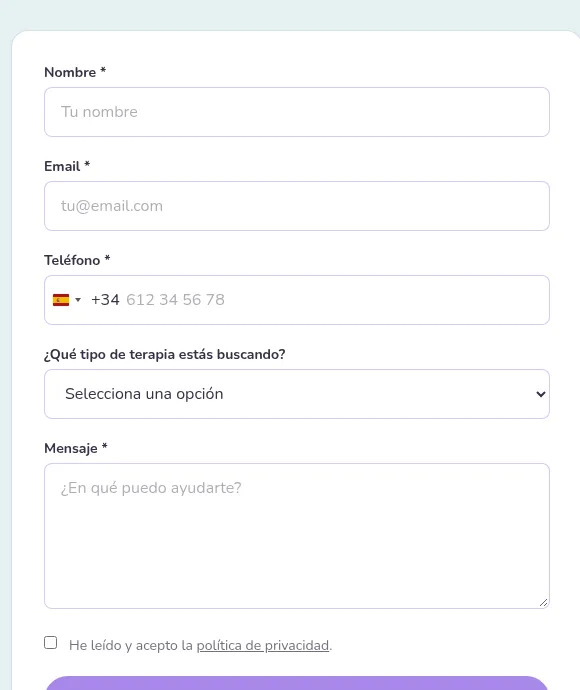 Nombre *
Tu nombre
Email *
tu@email.com
Teléfono *
+34 612 34 56 78
¿Qué tipo de terapia estás buscando?
Selecciona una opción
Mensaje *
¿En qué puedo ayudarte?
He leído y acepto la política de privacidad.